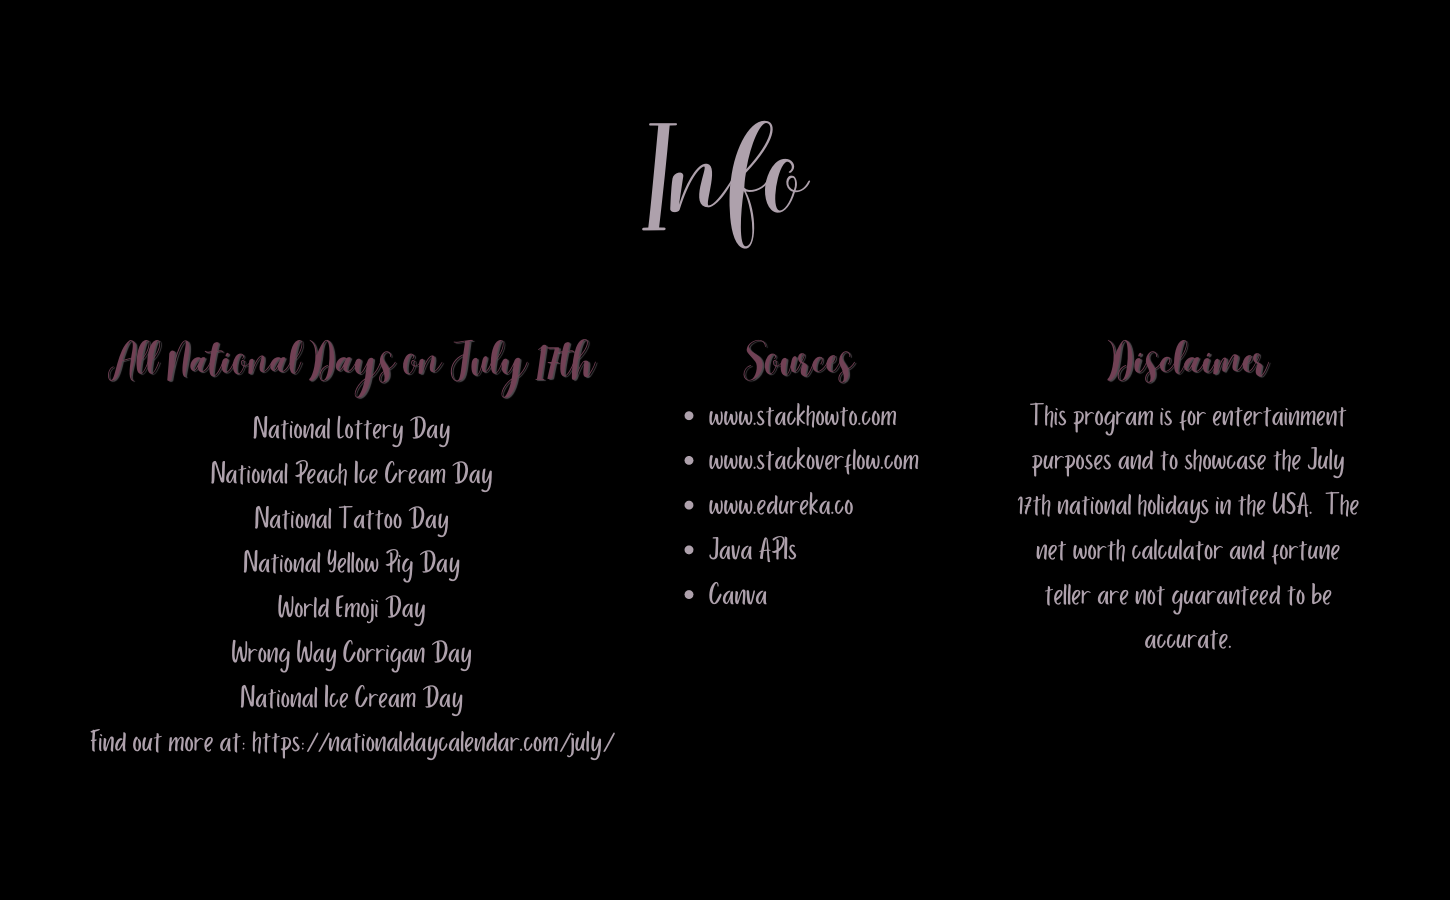 Info
All National Days on July 17th
National Lottery Day
National Peach Ice Cream Day
National Tattoo Day
National Yellow Pig Day
World Emoji Day
Wrong Way Corrigan Day
National Ice Cream Day
Find out more at: https://nationaldaycalendar.com/july/
Sources
• www.stackhowto.com
• www.stackoverflow.com
• www.edureka.co
• Java APIs
• Canva
Disclaimer
This program is for entertainment
purposes and to showcase the July
17th national holidays in the USA. The
net worth calculator and fortune
teller are not guaranteed to be
accurate.